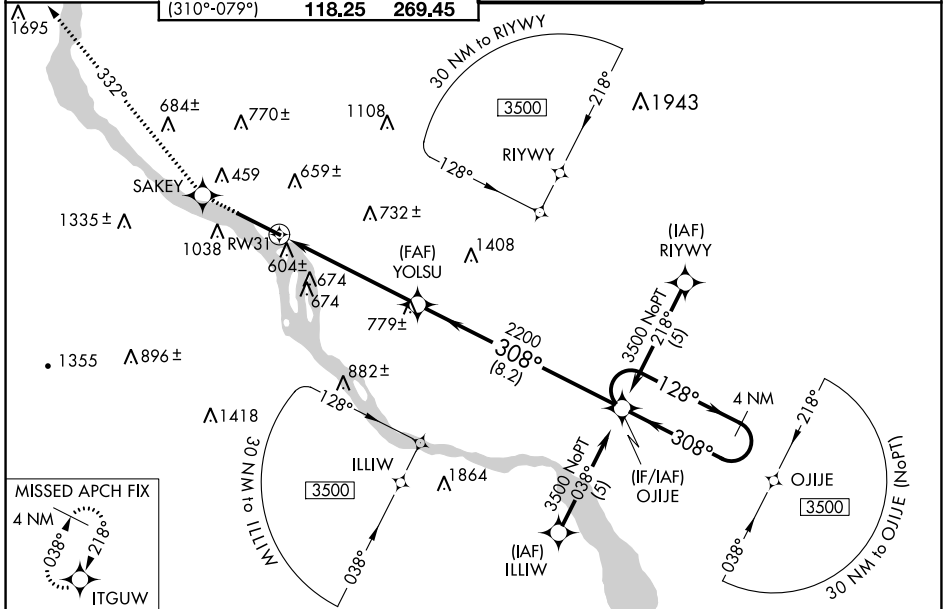 (310°-079°) 118.25 269.45
1695
332°
684±
770±
1108
30 NM to RIYWY
218°
3500
1943
RIYWY
128°
SAKEY
459
659±
1335±
1038
RW31
732±
604±
674
674
(FAF)
YOLSU
1408
(IAF)
RIYWY
779±
2200
308°
(8.2)
3500 NoPT
218°
(5)
1355
896±
882±
128°
4 NM
308°
1418
128°
30 NM to ILLIW
ILLIW
3500
1864
038°
3500 NoPT
038°
(5)
(IF/IAF)
OJIJE
(IAF)
ILLIW
218°
OJIJE
3500
038°
30 NM to OJIJE (NoPT)
MISSED APCH FIX
4 NM
038°
218°
ITGUW